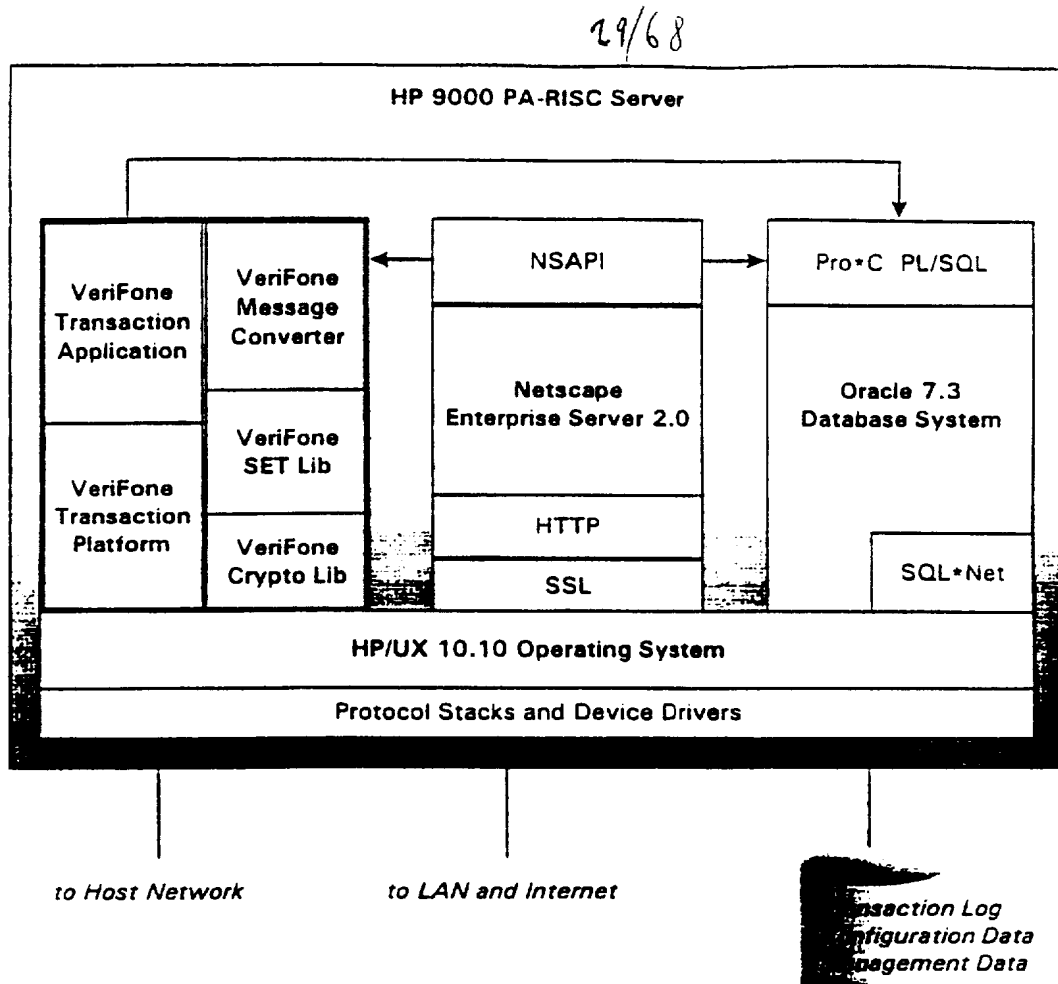 29/68
HP 9000 PA-RISC Server
VeriFone
Transaction
Application
VeriFone
Message
Converter
NSAPI
Pro*C PL/SQL
Netscape
Enterprise Server 2.0
Oracle 7.3
Database System
VeriFone
SET Lib
VeriFone
Transaction
Platform
HTTP
VeriFone
Crypto Lib
SSL
SQL*Net
HP/UX 10.10 Operating System
Protocol Stacks and Device Drivers
to Host Network
to LAN and Internet
Log
Data
Data